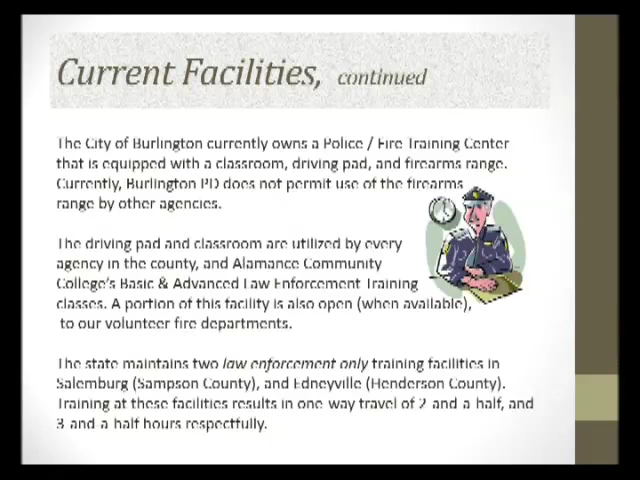 Current Facilities, continued
The City of Burlington currently owns a Police / Fire Training Center
that is equipped with a classroom, driving pad, and firearms range.
Currently, Burlington PD does not permit use of the firearms
range by other agencies.
The driving pad and classroom are utilized by every
agency in the county, and Alamance Community
College's Basic & Advanced Law Enforcement Training
classes. A portion of this facility is also open (when available),
to our volunteer fire departments.
The state maintains two law enforcement only training facilities in
Salemburg (Sampson County), and Edneyville (Henderson County).
Training at these facilities results in one-way travel of 2-and-a-half, and
3-and-a-half hours respectfully.